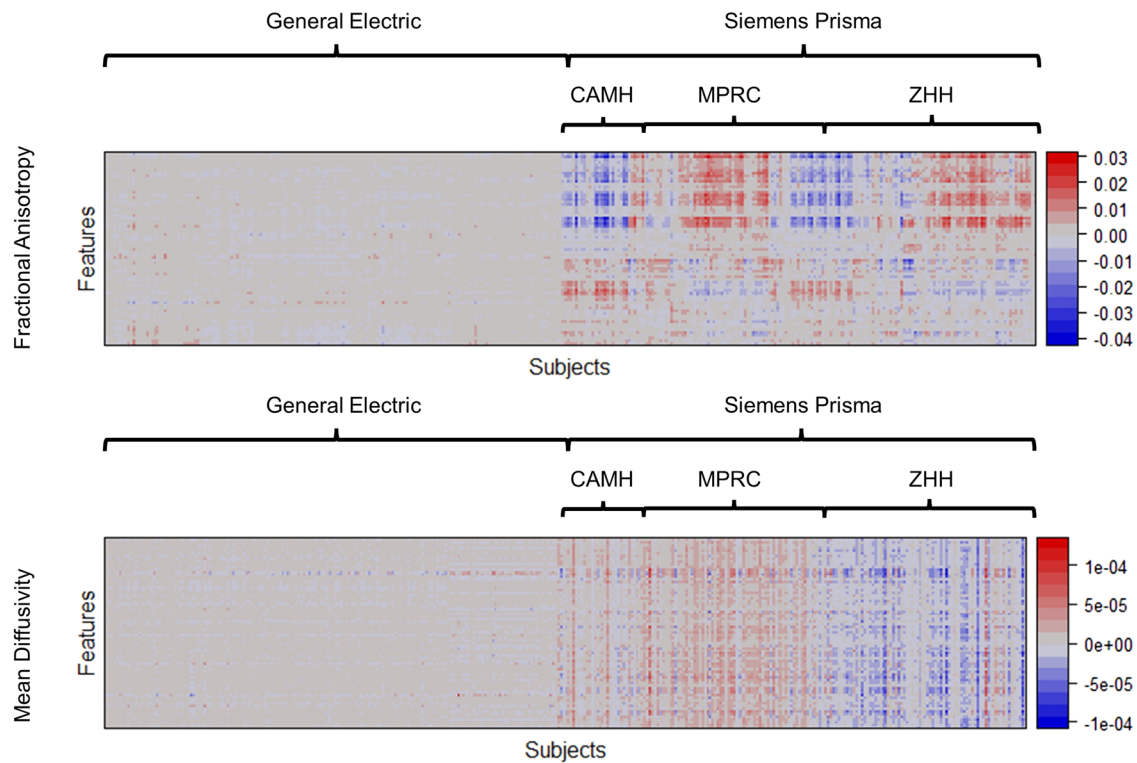 General Electric
Siemens Prisma
CAMH
MPRC
ZHH
Fractional Anisotropy
Features
0.03
0.02
0.01
0.00
-0.01
-0.02
-0.03
-0.04
Subjects
General Electric
Siemens Prisma
CAMH
MPRC
ZHH
Mean Diffusivity
Features
1e-04
5e-05
0e+00
-5e-05
-1e-04
Subjects